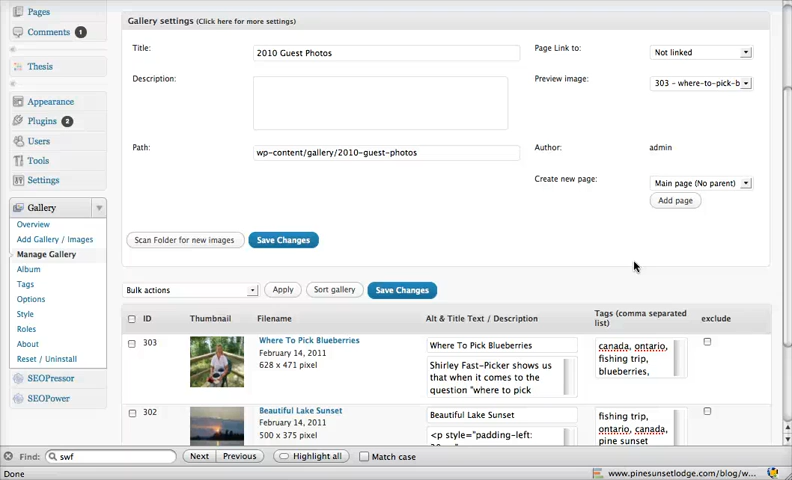 Pages
Comments 1
Thesis
Appearance
Plugins 2
Users
Tools
Settings
Gallery
Overview
Add Gallery / Images
Manage Gallery
Album
Tags
Options
Style
Roles
About
Reset / Uninstall
SEOPressor
SEOPower
Gallery settings (Click here for more settings)
Title: 2010 Guest Photos
Page Link to: Not linked
Description:
Preview image: 303 - where-to-pick-b
Path: wp-content/gallery/2010-guest-photos
Author: admin
Create new page: Main page (No parent)
Add page
Scan Folder for new images Save Changes
Bulk actions Apply Sort gallery Save Changes
ID Thumbnail Filename Alt & Title Text / Description Tags (comma separated list) exclude
303 Where To Pick Blueberries
February 14, 2011
628 x 471 pixel
Where To Pick Blueberries
Shirley Fast-Picker shows us
that when it comes to the
question "where to pick
canada, ontario,
fishing trip,
blueberries,
302 Beautiful Lake Sunset
February 14, 2011
500 x 375 pixel
Beautiful Lake Sunset
<p style="padding-left:
fishing trip,
ontario, canada,
pine sunset
Find: swf Next Previous Highlight all Match case
Done www.pinesunsetlodge.com/blog/w...